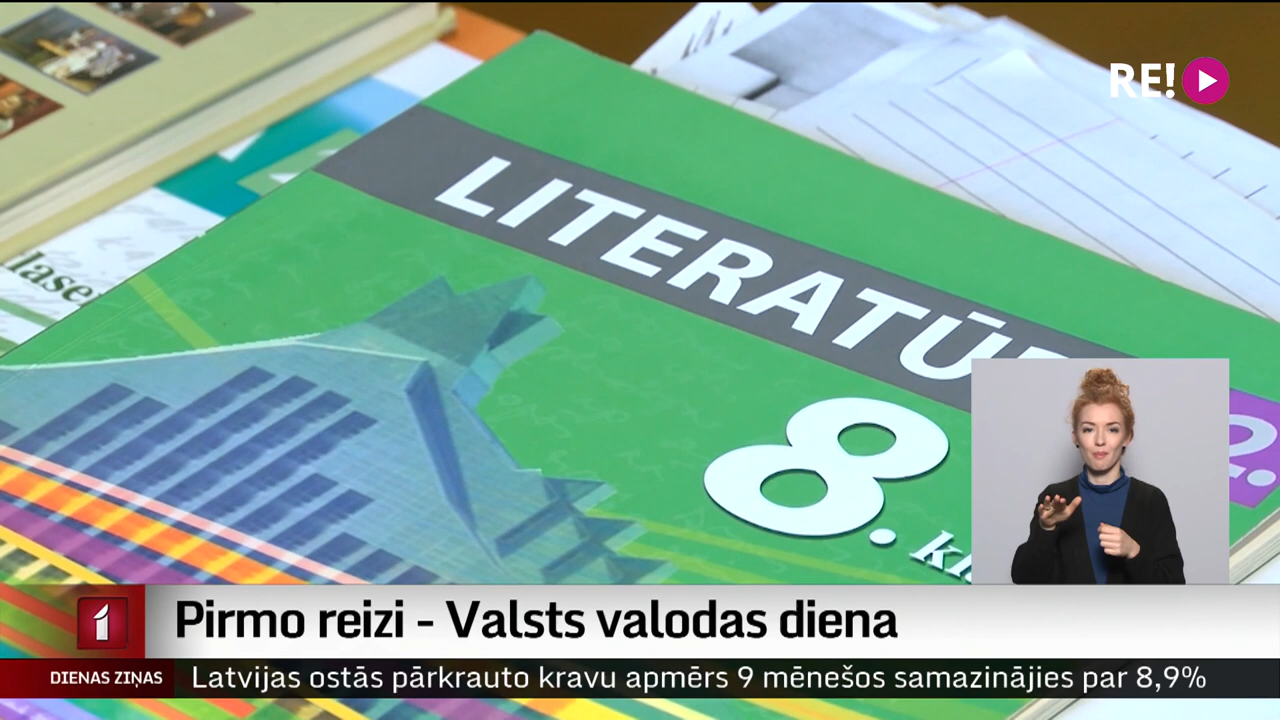 RE!
LITERATŪ
8.
2.
1
Pirmo reizi - Valsts valodas diena
DIENAS ZIŅAS
Latvijas ostās pārkrauto kravu apmērs 9 mēnešos samazinājies par 8,9%